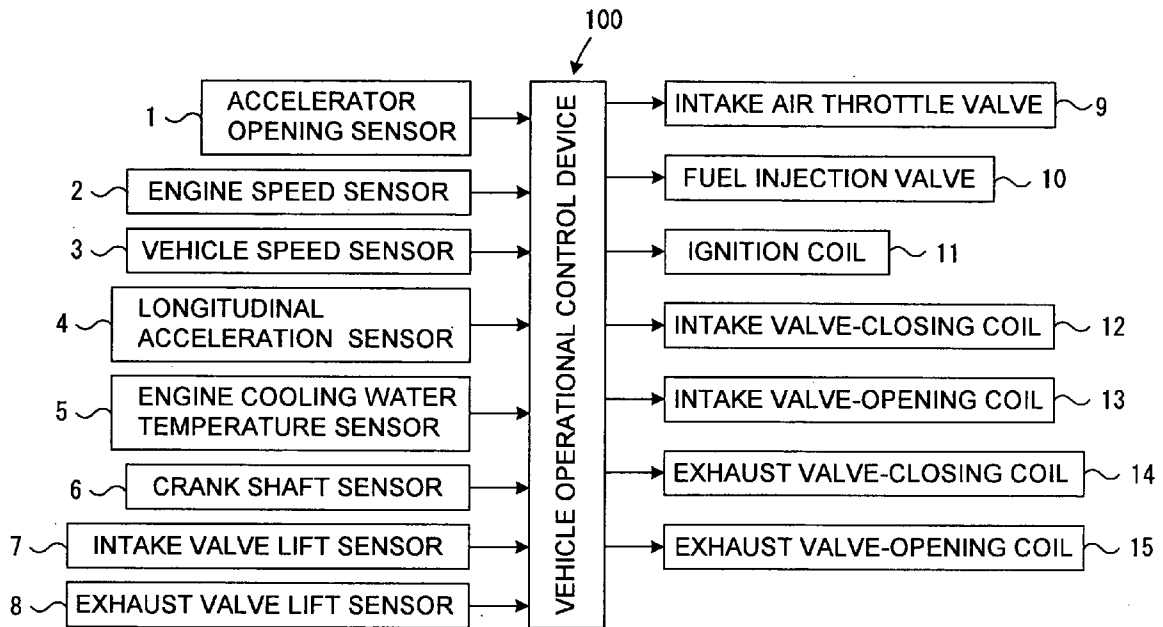 100
1
ACCELERATOR
OPENING SENSOR
2
ENGINE SPEED SENSOR
3
VEHICLE SPEED SENSOR
4
LONGITUDINAL
ACCELERATION SENSOR
5
ENGINE COOLING WATER
TEMPERATURE SENSOR
6
CRANK SHAFT SENSOR
7
INTAKE VALVE LIFT SENSOR
8
EXHAUST VALVE LIFT SENSOR
VEHICLE OPERATIONAL CONTROL DEVICE
INTAKE AIR THROTTLE VALVE
9
FUEL INJECTION VALVE
10
IGNITION COIL
11
INTAKE VALVE-CLOSING COIL
12
INTAKE VALVE-OPENING COIL
13
EXHAUST VALVE-CLOSING COIL
14
EXHAUST VALVE-OPENING COIL
15